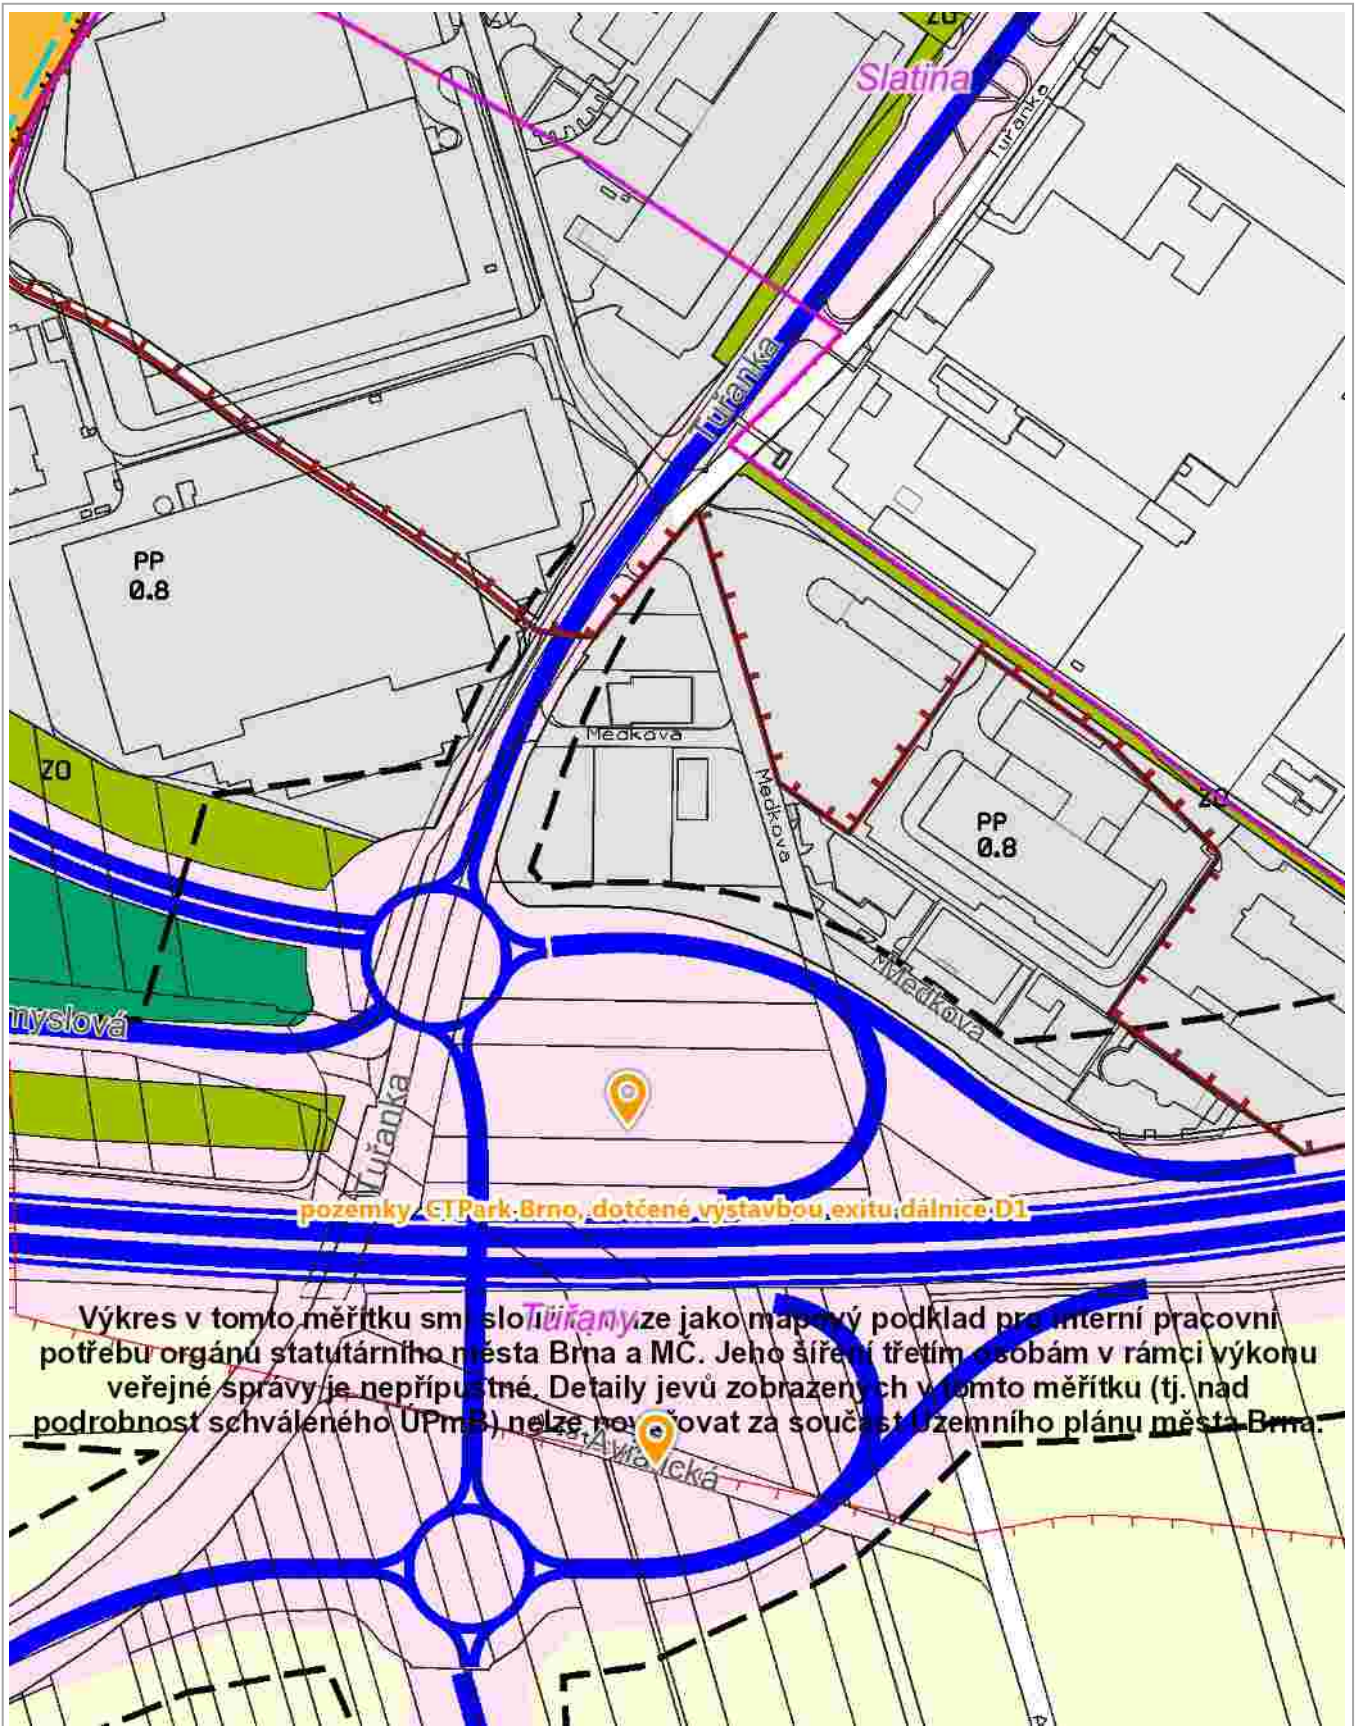 ZO
Slatina
Tuřanka
Tuřanka
PP
0.8
Medkova
ZO
Medkova
ZO
PP
0.8
Medkova
myslová
Tuřanka
pozemky CTPark Brno, dotčené výstavbou exitu dálnice D1
Výkres v tomto měřítku smí Tuřany jako mapový podklad pro interní pracovní
potřebu orgánů statutárního města Brna a MČ. Jeho šíření třetím osobám v rámci výkonu
veřejné správy je nepřípustné. Detaily jevů zobrazených v tomto měřítku (tj. nad
podrobnost schváleného ÚPmB) nelze považovat za součást Územního plánu města Brna.